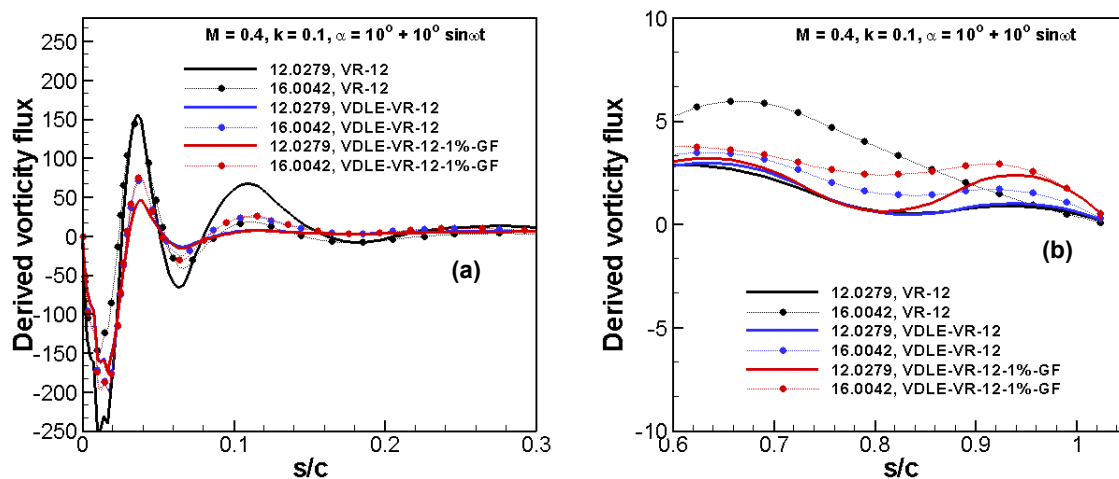 M = 0.4, k = 0.1, α = 10° + 10° sinωt
12.0279, VR-12
16.0042, VR-12
12.0279, VDLE-VR-12
16.0042, VDLE-VR-12
12.0279, VDLE-VR-12-1%-GF
16.0042, VDLE-VR-12-1%-GF
250
200
150
100
50
0
-50
-100
-150
-200
-250
Derived vorticity flux
(a)
0
0.1
0.2
0.3
s/c
M = 0.4, k = 0.1, α = 10° + 10° sinωt
10
5
0
-5
-10
Derived vorticity flux
(b)
12.0279, VR-12
16.0042, VR-12
12.0279, VDLE-VR-12
16.0042, VDLE-VR-12
12.0279, VDLE-VR-12-1%-GF
16.0042, VDLE-VR-12-1%-GF
0.6
0.7
0.8
0.9
1
s/c